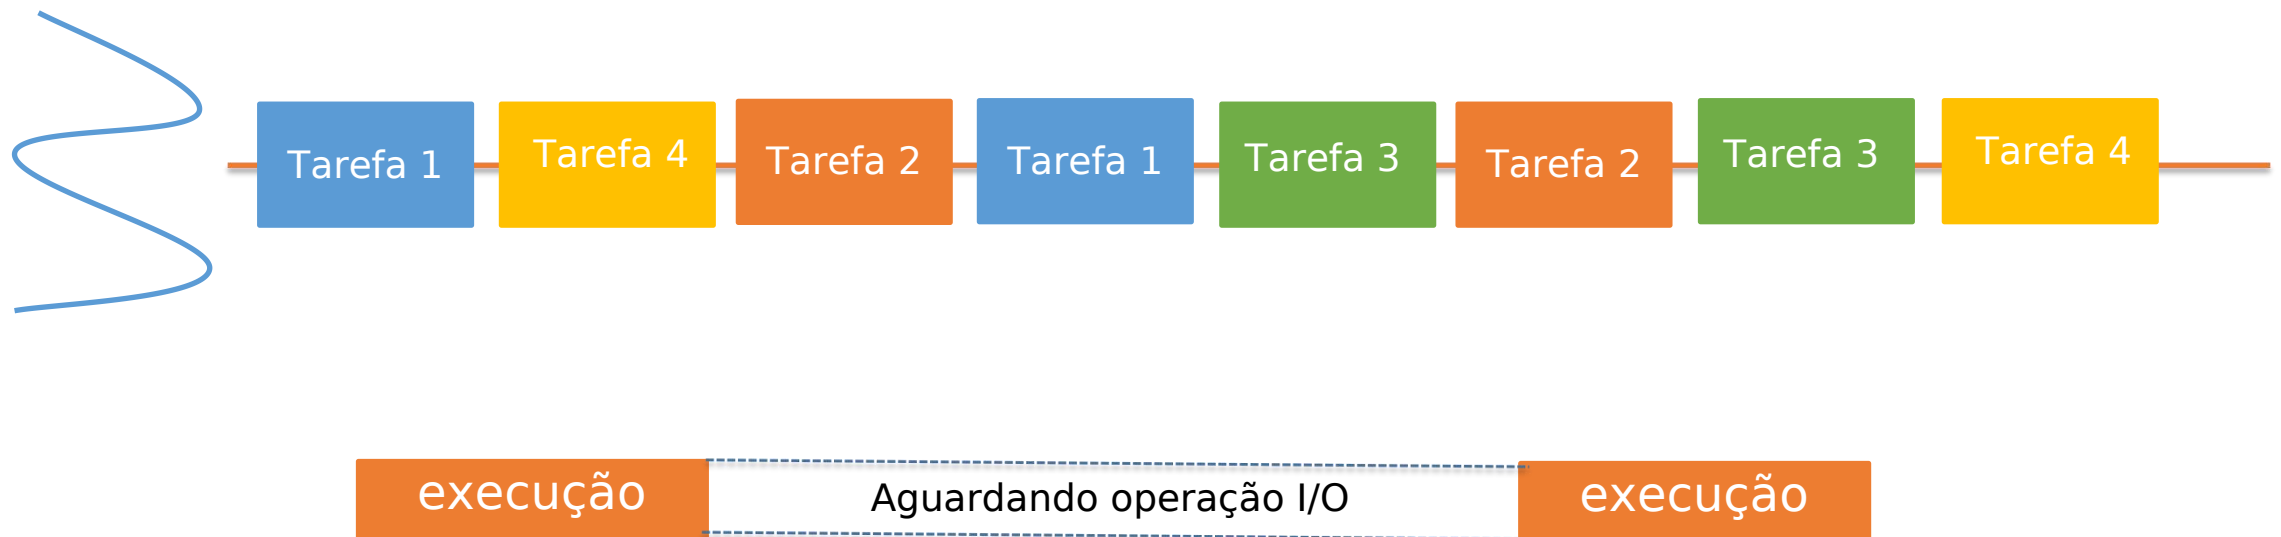 Tarefa 1
Tarefa 4
Tarefa 2
Tarefa 1
Tarefa 3
Tarefa 2
Tarefa 3
Tarefa 4
execução
Aguardando operação I/O
execução